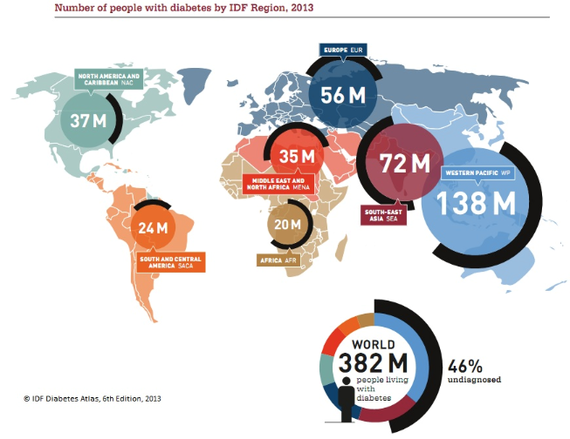 Number of people with diabetes by IDF Region, 2013
EUROPE EUR
56 M
NORTH AMERICA AND
CARIBBEAN NAC
37 M
35 M
MIDDLE EAST AND
NORTH AFRICA MENA
72 M
SOUTH-EAST
ASIA SEA
WESTERN PACIFIC WP
138 M
24 M
SOUTH AND CENTRAL
AMERICA SACA
20 M
AFRICA AFR
WORLD
382 M
people living
with
diabetes
46%
undiagnosed
© IDF Diabetes Atlas, 6th Edition, 2013